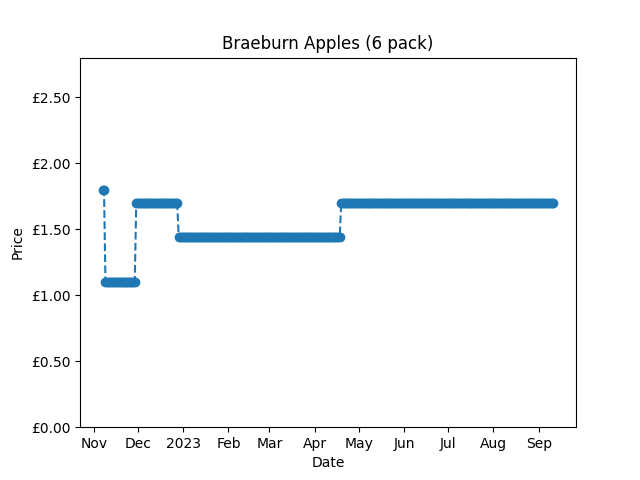 Braeburn Apples (6 pack)
£2.50
£2.00
£1.50
£1.00
£0.50
£0.00
Price
Nov Dec 2023 Feb Mar Apr May Jun Jul Aug Sep
Date